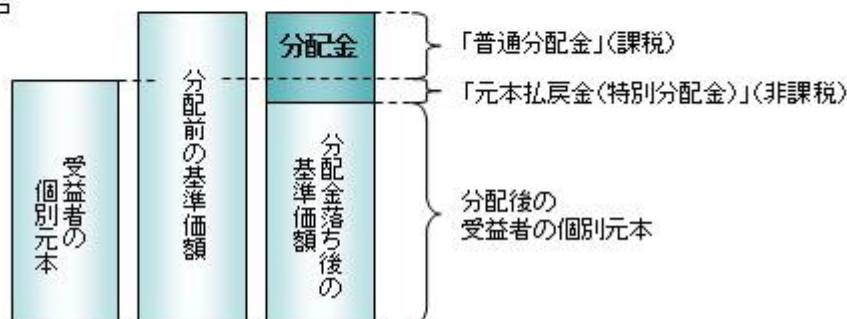 受益者の
個別元本
分配前の基準価額
分配金
分配金落ち後の
基準価額
「普通分配金」(課税)
「元本払戻金(特別分配金)」(非課税)
分配後の
受益者の個別元本